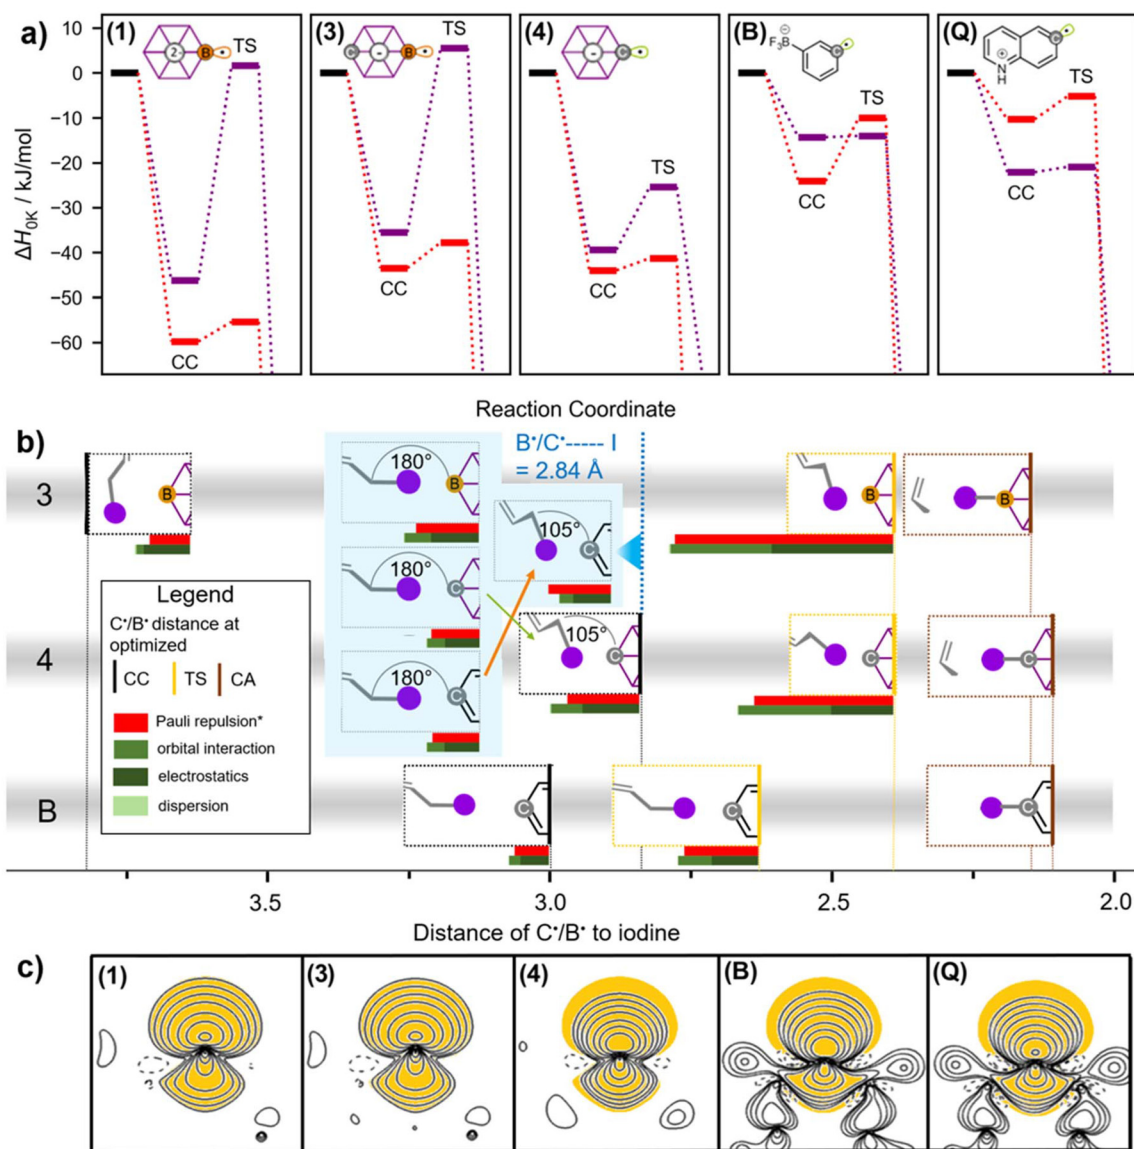 a)
(1)
(3)
(4)
(B)
(Q)
10
0
−10
−20
−30
−40
−50
−60
ΔH0K / kJ/mol
2-
B
TS
CC
C
-
B
TS
CC
-
C
TS
CC
F3B
⊖
C
TS
CC
N
H
+
C
TS
CC
Reaction Coordinate
b)
3
4
B
B•/C•----- I
= 2.84 Å
B
180°
B
180°
C
180°
C
105°
C
105°
C
B
B
C
C
C
C
C
Legend
C•/B• distance at
optimized
CC
TS
CA
Pauli repulsion*
orbital interaction
electrostatics
dispersion
3.5
3.0
2.5
2.0
Distance of C•/B• to iodine
c)
(1)
(3)
(4)
(B)
(Q)